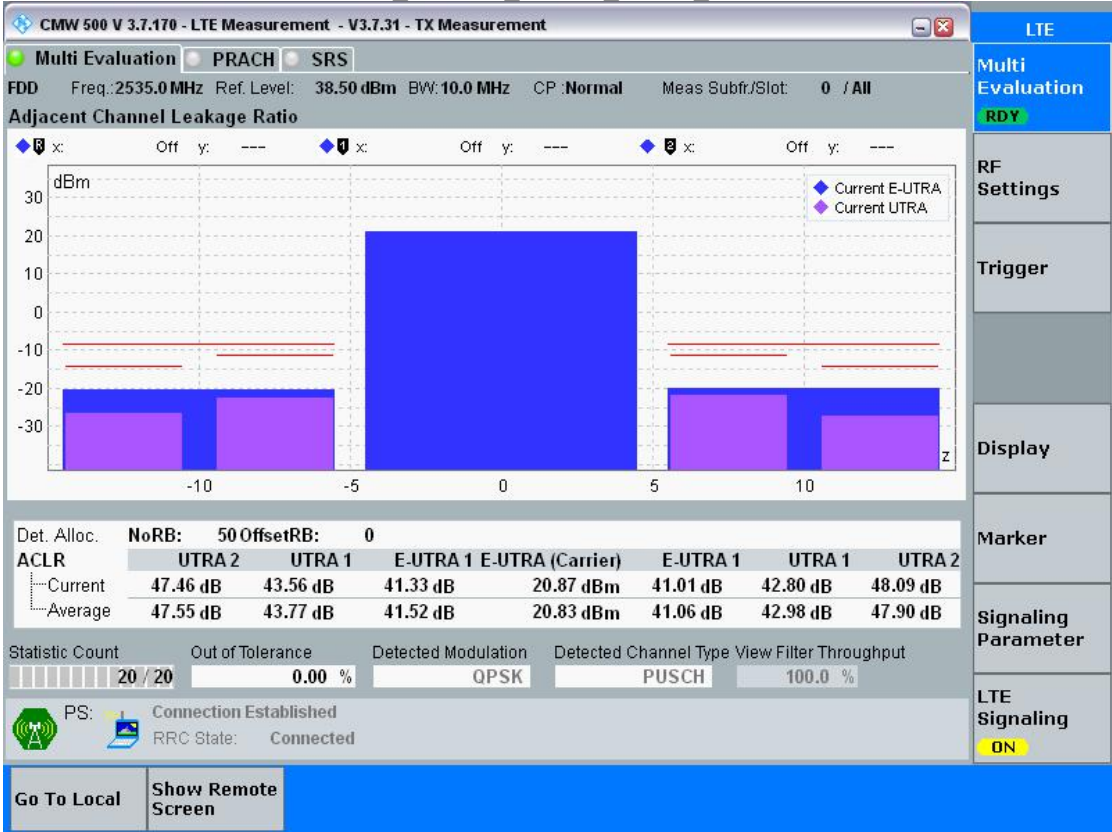 CMW 500 V 3.7.170 - LTE Measurement - V3.7.31 - TX Measurement
LTE
Multi Evaluation PRACH SRS
Multi
Evaluation
RDY
FDD Freq.:2535.0 MHz Ref. Level: 38.50 dBm BW:10.0 MHz CP :Normal Meas Subfr./Slot: 0 / All
Adjacent Channel Leakage Ratio
R x: Off y: --- 1 x: Off y: --- 2 x: Off y: ---
dBm
Current E-UTRA
Current UTRA
30
20
10
0
-10
-20
-30
z
-10 -5 0 5 10
RF
Settings
Trigger
Display
Marker
Signaling
Parameter
LTE
Signaling
ON
Det. Alloc. NoRB: 50 OffsetRB: 0
ACLR UTRA 2 UTRA 1 E-UTRA 1 E-UTRA (Carrier) E-UTRA 1 UTRA 1 UTRA 2
Current 47.46 dB 43.56 dB 41.33 dB 20.87 dBm 41.01 dB 42.80 dB 48.09 dB
Average 47.55 dB 43.77 dB 41.52 dB 20.83 dBm 41.06 dB 42.98 dB 47.90 dB
Statistic Count Out of Tolerance Detected Modulation Detected Channel Type View Filter Throughput
20 / 20 0.00 % QPSK PUSCH 100.0 %
PS: Connection Established
RRC State: Connected
Go To Local
Show Remote
Screen